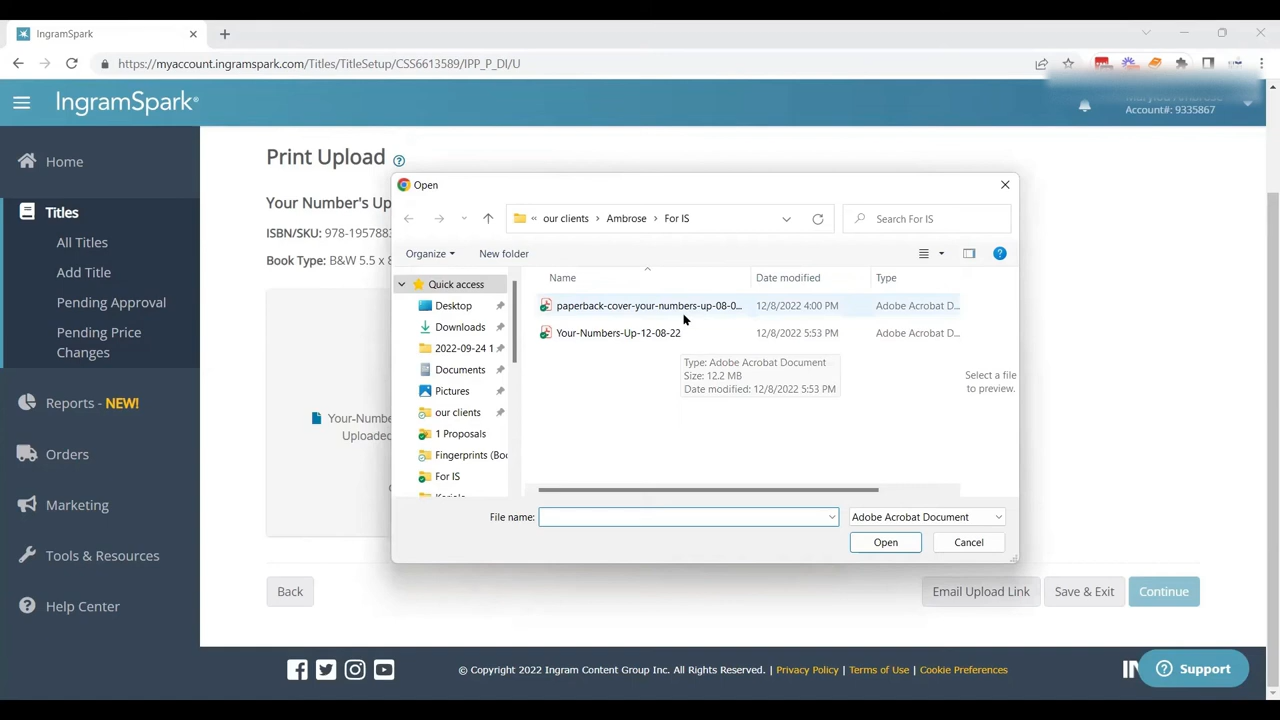 IngramSpark
https://myaccount.ingramspark.com/Titles/TitleSetup/CSS6613589/IPP_P_DI/U
IngramSpark®
Account#: 9335867
Home
Titles
All Titles
Add Title
Pending Approval
Pending Price
Changes
Reports - NEW!
Orders
Marketing
Tools & Resources
Help Center
Print Upload
Your Number's Up
ISBN/SKU: 978-195788
Book Type: B&W 5.5 x 8
Your-Numbe
Uploaded
Open
« our clients > Ambrose > For IS
Search For IS
Organize
New folder
Quick access
Desktop
Downloads
2022-09-24 1
Documents
Pictures
our clients
1 Proposals
Fingerprints (Boo
For IS
Name
Date modified
Type
paperback-cover-your-numbers-up-08-0...
12/8/2022 4:00 PM
Adobe Acrobat D...
Your-Numbers-Up-12-08-22
12/8/2022 5:53 PM
Adobe Acrobat D...
Type: Adobe Acrobat Document
Size: 12.2 MB
Date modified: 12/8/2022 5:53 PM
Select a file
to preview.
File name:
Adobe Acrobat Document
Open
Cancel
Back
Email Upload Link
Save & Exit
Continue
© Copyright 2022 Ingram Content Group Inc. All Rights Reserved. | Privacy Policy | Terms of Use | Cookie Preferences
IN
Support